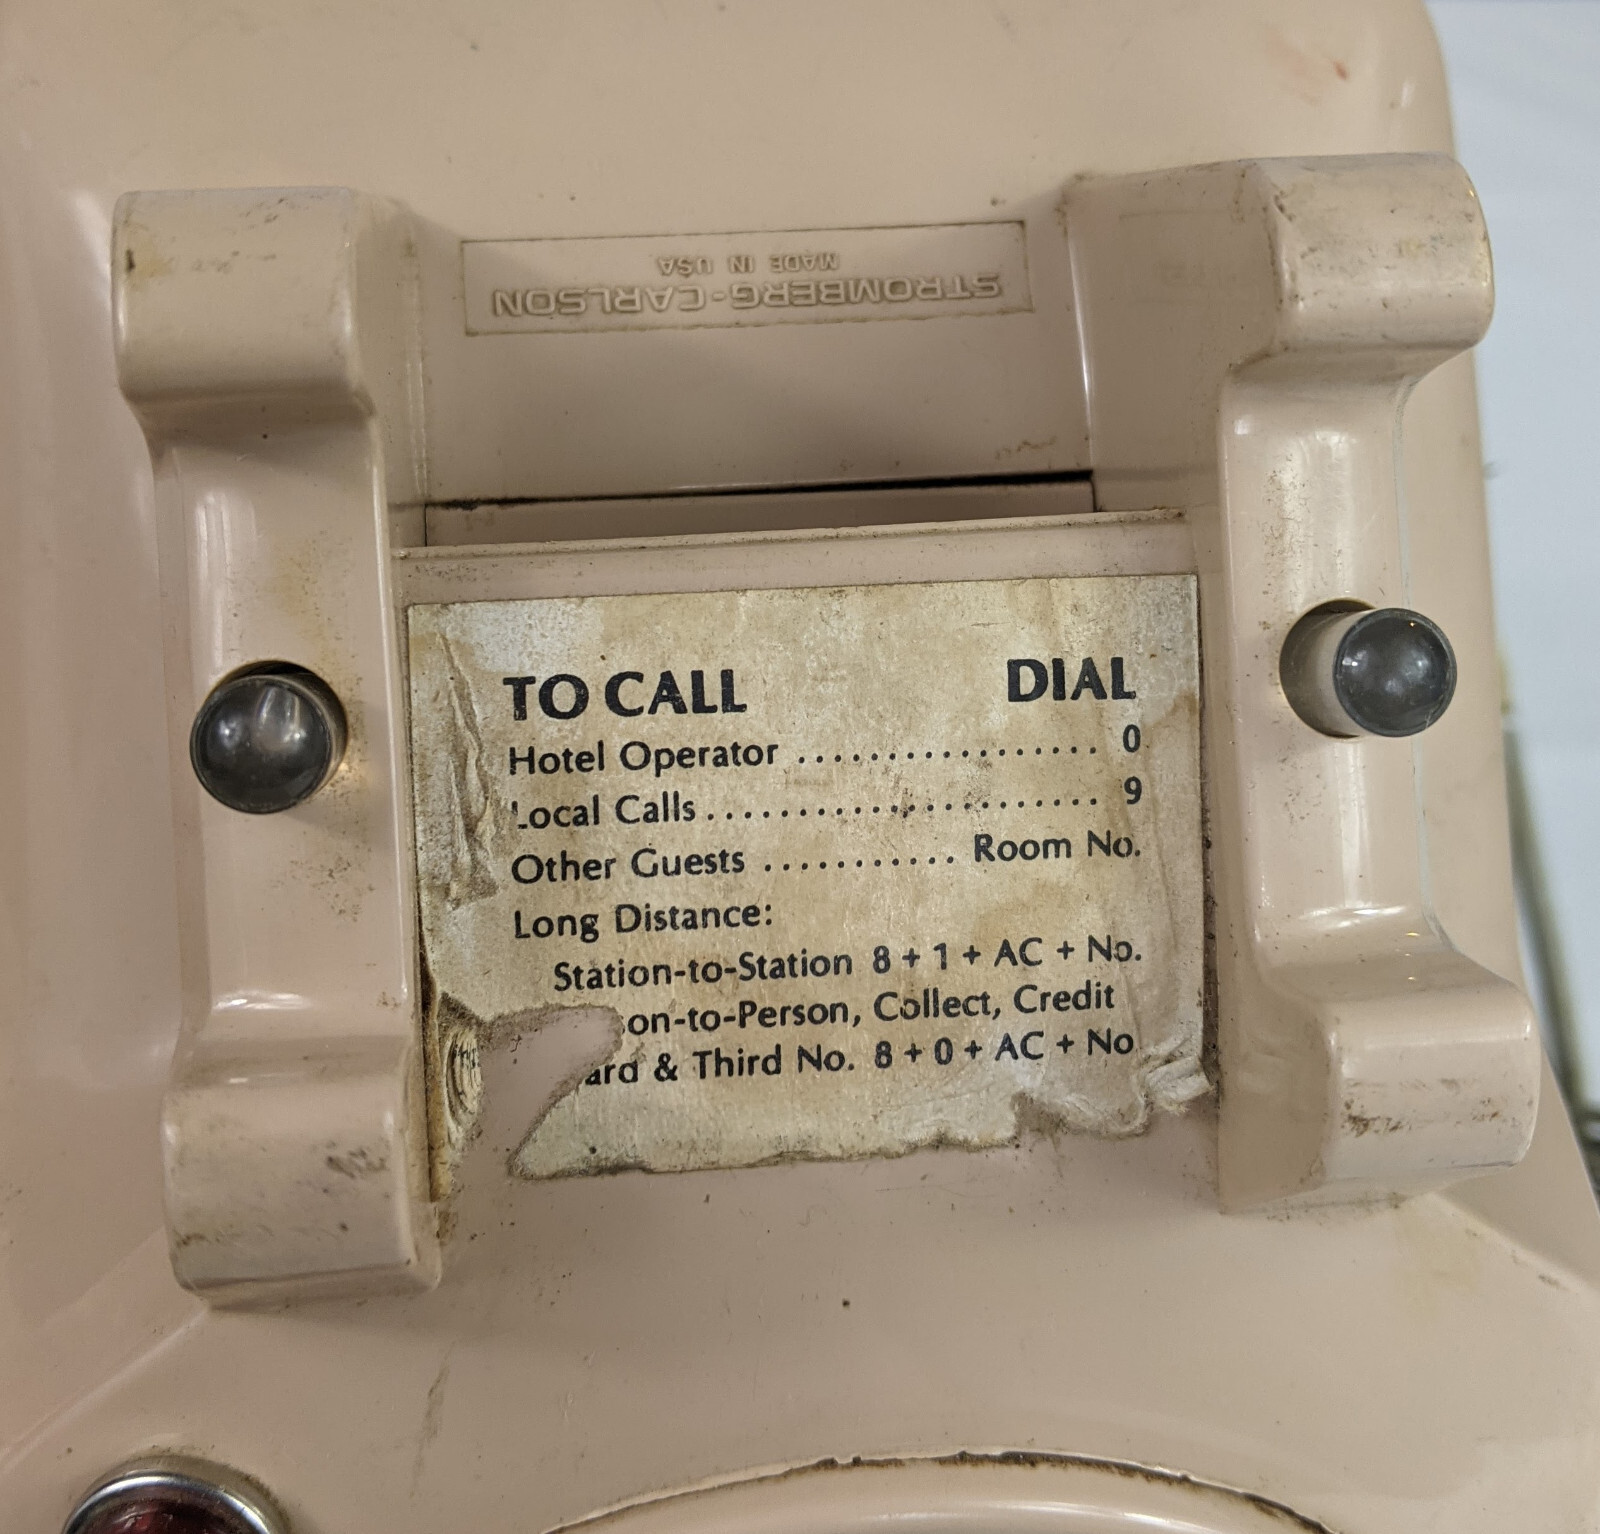 STROMBERG-CARLSON
MADE IN USA
TO CALL DIAL
Hotel Operator ................. 0
Local Calls ...................... 9
Other Guests ........... Room No.
Long Distance:
Station-to-Station 8 + 1 + AC + No.
son-to-Person, Collect, Credit
ard & Third No. 8 + 0 + AC + No